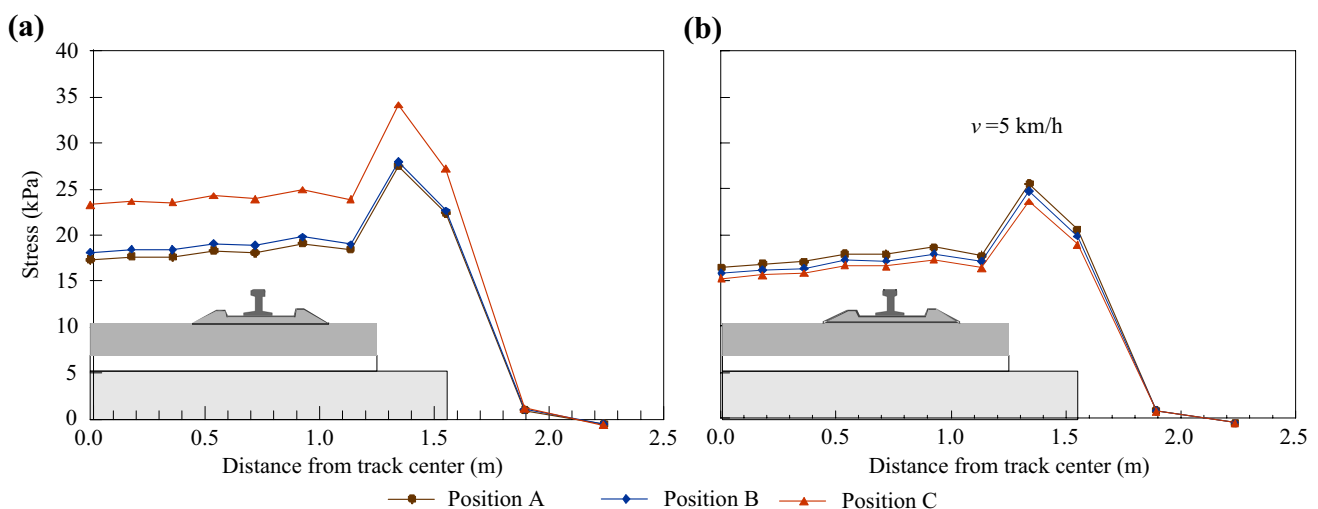 (a)
(b)
40
35
30
25
20
15
10
5
0
Stress (kPa)
v =5 km/h
0.0 0.5 1.0 1.5 2.0 2.5
0.0 0.5 1.0 1.5 2.0 2.5
Distance from track center (m)
Distance from track center (m)
Position A Position B Position C